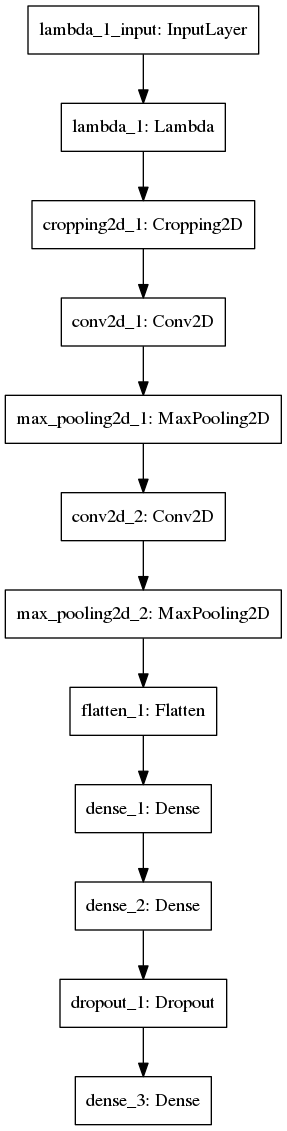 lambda_1_input: InputLayer
lambda_1: Lambda
cropping2d_1: Cropping2D
conv2d_1: Conv2D
max_pooling2d_1: MaxPooling2D
conv2d_2: Conv2D
max_pooling2d_2: MaxPooling2D
flatten_1: Flatten
dense_1: Dense
dense_2: Dense
dropout_1: Dropout
dense_3: Dense